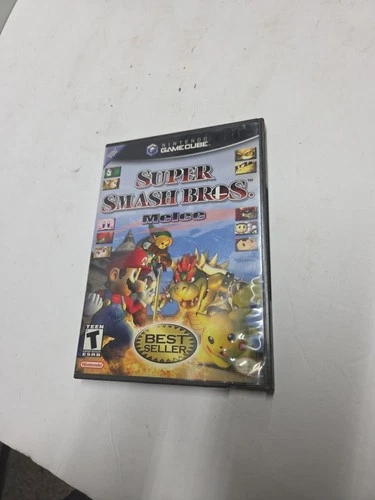 NINTENDO
GAMECUBE
SUPER
SMASH BROS.
Melee
TEEN
T
ESRB
Nintendo
BEST
SELLER